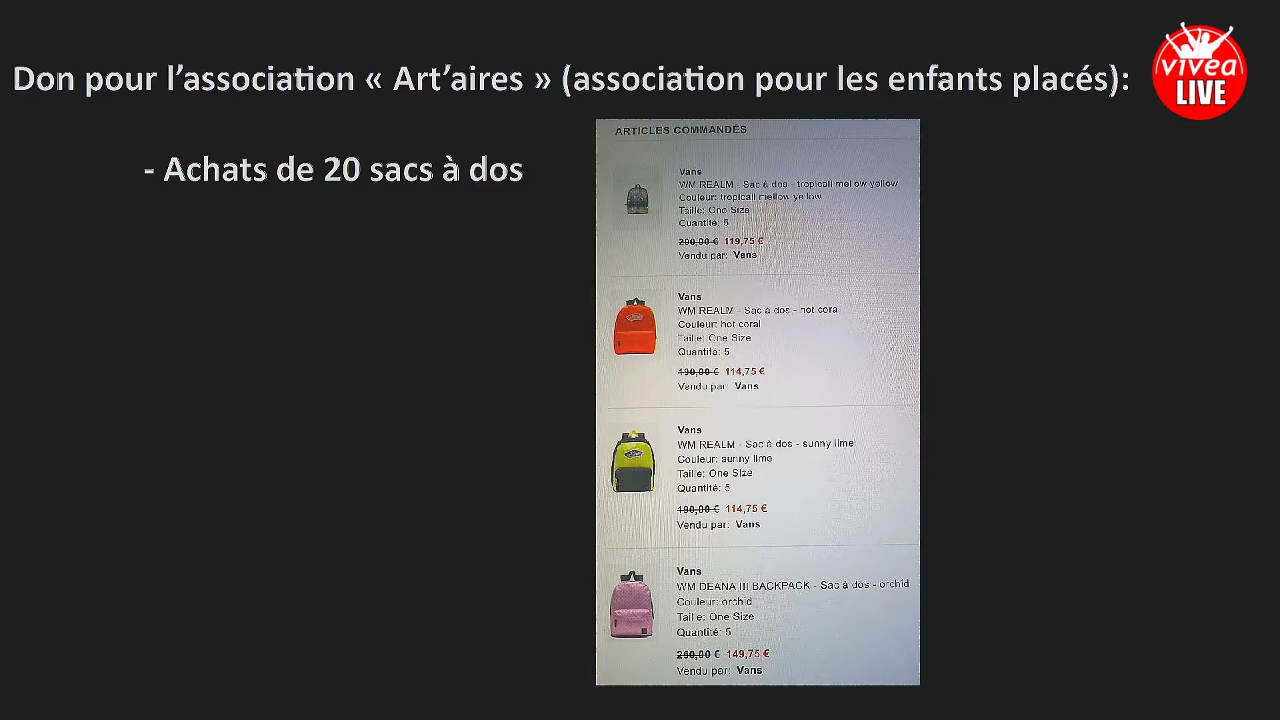 Don pour l’association « Art’aires » (association pour les enfants placés):
vivea
LIVE
- Achats de 20 sacs à dos
ARTICLES COMMANDÉS
Vans
WM REALM - Sac à dos - tropicali mellow yellow
Couleur: tropicali mellow yellow
Taille: One Size
Quantité: 5
200,00 € 119,75 €
Vendu par: Vans
Vans
WM REALM - Sac à dos - hot coral
Couleur: hot coral
Taille: One Size
Quantité: 5
190,00 € 114,75 €
Vendu par: Vans
Vans
WM REALM - Sac à dos - sunny lime
Couleur: sunny lime
Taille: One Size
Quantité: 5
190,00 € 114,75 €
Vendu par: Vans
Vans
WM DEANA III BACKPACK - Sac à dos - orchid
Couleur: orchid
Taille: One Size
Quantité: 5
250,00 € 149,75 €
Vendu par: Vans